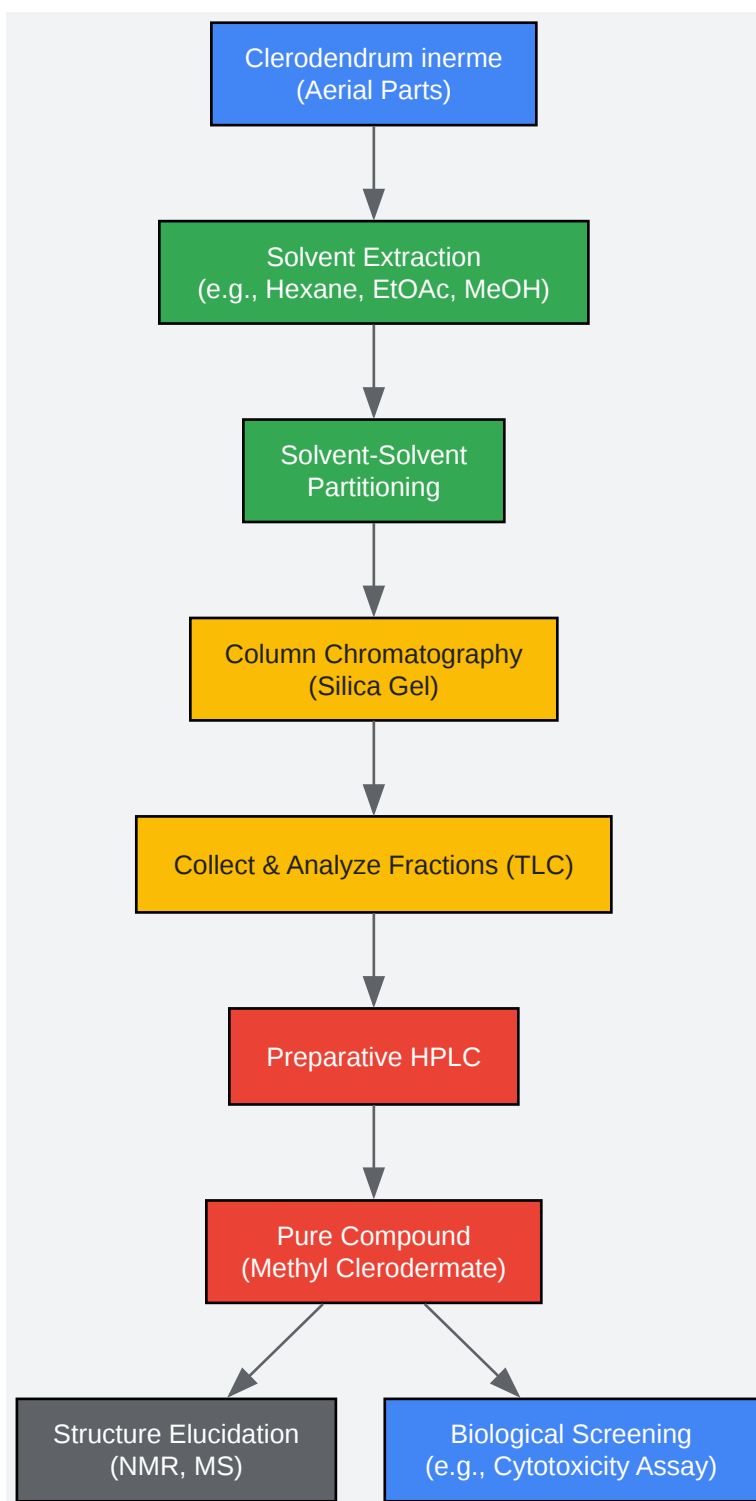 Clerodendrum inerme
(Aerial Parts)
Solvent Extraction
(e.g., Hexane, EtOAc, MeOH)
Solvent-Solvent
Partitioning
Column Chromatography
(Silica Gel)
Collect & Analyze Fractions (TLC)
Preparative HPLC
Pure Compound
(Methyl Clerodermate)
Structure Elucidation
(NMR, MS)
Biological Screening
(e.g., Cytotoxicity Assay)